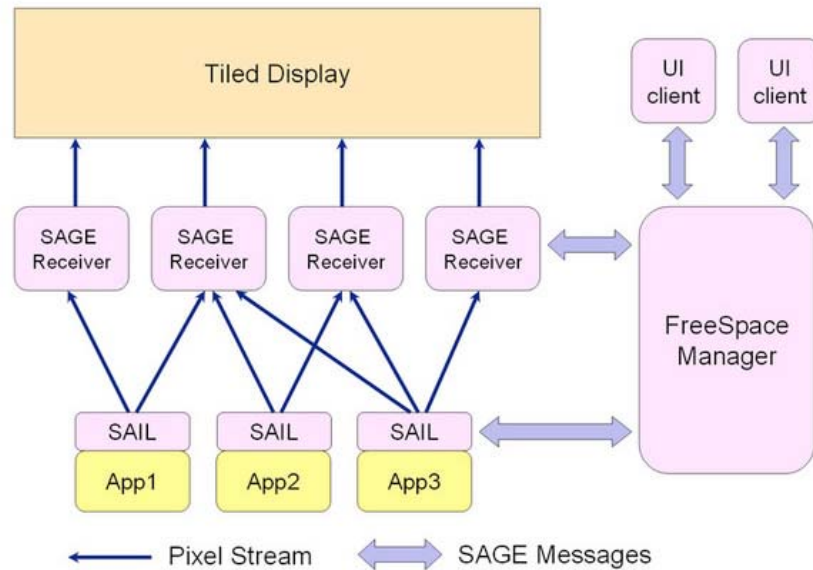 Tiled Display
UI
client
UI
client
SAGE
Receiver
SAGE
Receiver
SAGE
Receiver
SAGE
Receiver
FreeSpace
Manager
SAIL
SAIL
SAIL
App1
App2
App3
Pixel Stream
SAGE Messages